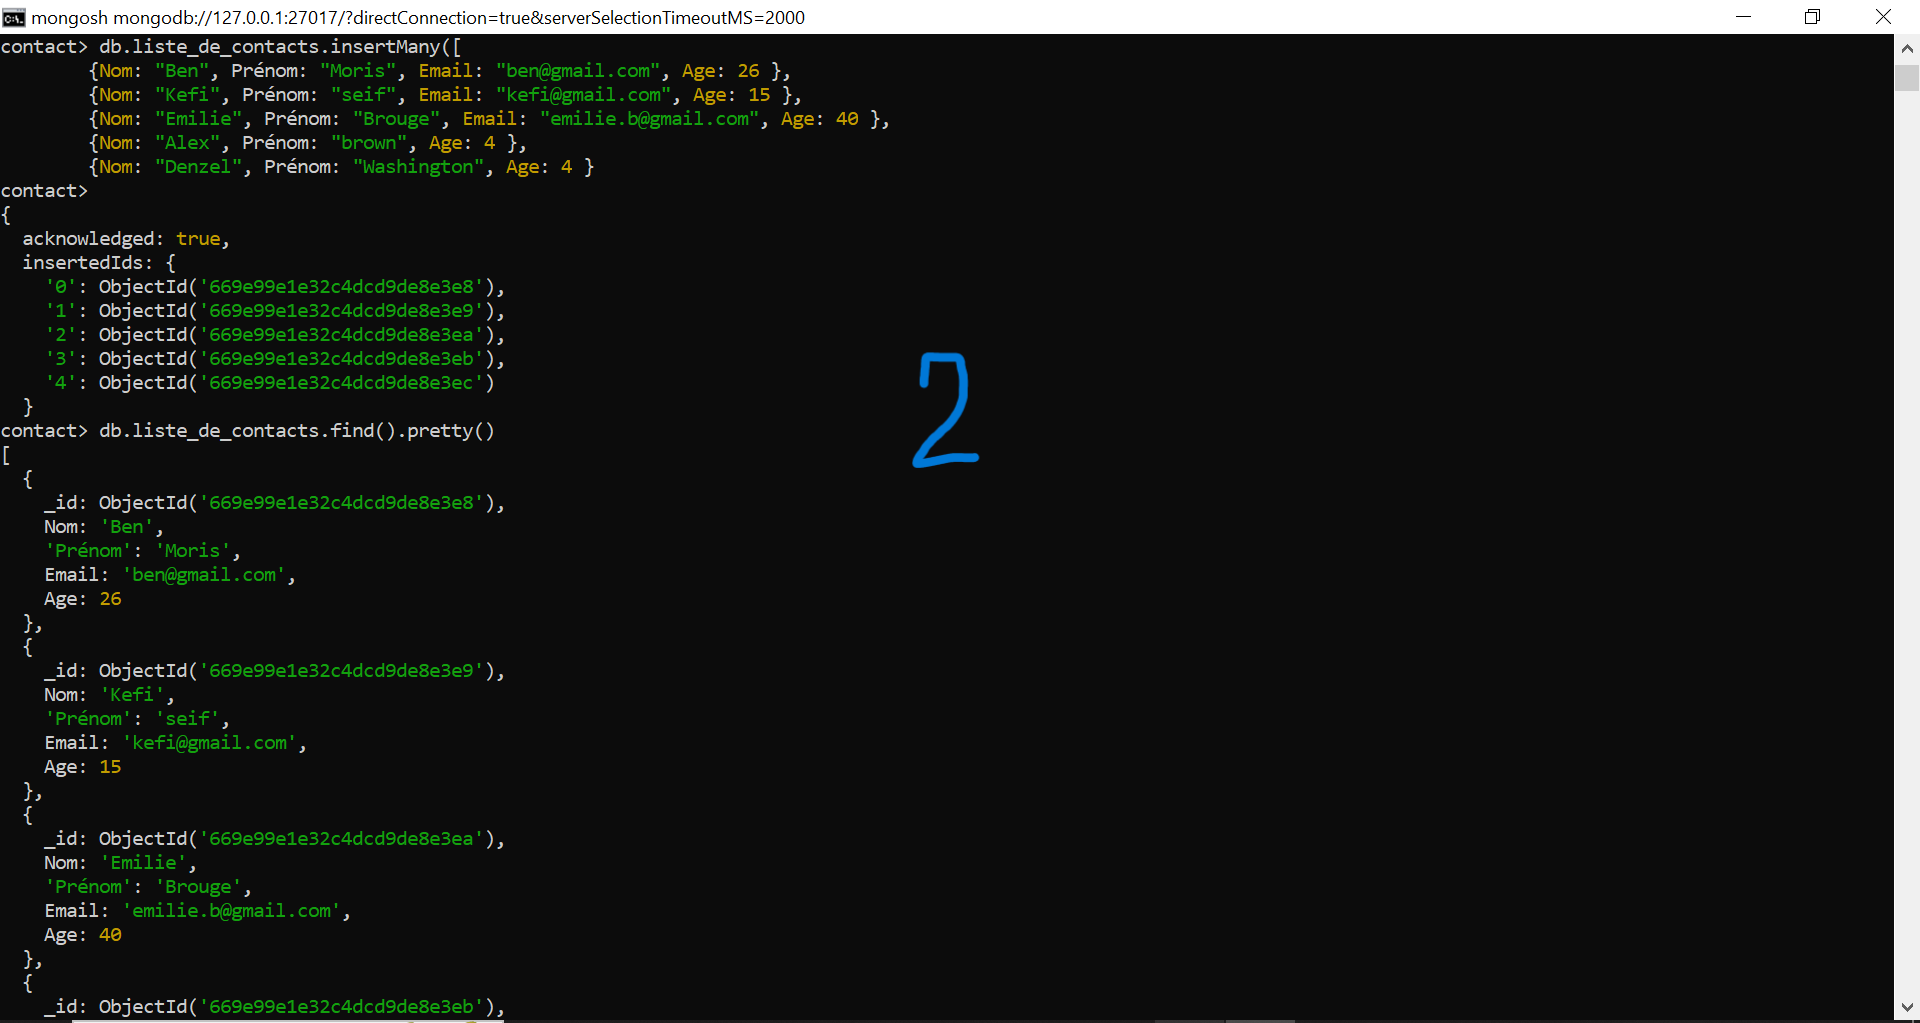 mongosh mongodb://127.0.0.1:27017/?directConnection=true&serverSelectionTimeoutMS=2000
contact> db.liste_de_contacts.insertMany([
{Nom: "Ben", Prénom: "Moris", Email: "ben@gmail.com", Age: 26 },
{Nom: "Kefi", Prénom: "seif", Email: "kefi@gmail.com", Age: 15 },
{Nom: "Emilie", Prénom: "Brouge", Email: "emilie.b@gmail.com", Age: 40 },
{Nom: "Alex", Prénom: "brown", Age: 4 },
{Nom: "Denzel", Prénom: "Washington", Age: 4 }
contact>
{
acknowledged: true,
insertedIds: {
'0': ObjectId('669e99e1e32c4dcd9de8e3e8'),
'1': ObjectId('669e99e1e32c4dcd9de8e3e9'),
'2': ObjectId('669e99e1e32c4dcd9de8e3ea'),
'3': ObjectId('669e99e1e32c4dcd9de8e3eb'),
'4': ObjectId('669e99e1e32c4dcd9de8e3ec')
}
2
contact> db.liste_de_contacts.find().pretty()
[
{
_id: ObjectId('669e99e1e32c4dcd9de8e3e8'),
Nom: 'Ben',
'Prénom': 'Moris',
Email: 'ben@gmail.com',
Age: 26
},
{
_id: ObjectId('669e99e1e32c4dcd9de8e3e9'),
Nom: 'Kefi',
'Prénom': 'seif',
Email: 'kefi@gmail.com',
Age: 15
},
{
_id: ObjectId('669e99e1e32c4dcd9de8e3ea'),
Nom: 'Emilie',
'Prénom': 'Brouge',
Email: 'emilie.b@gmail.com',
Age: 40
},
{
_id: ObjectId('669e99e1e32c4dcd9de8e3eb'),